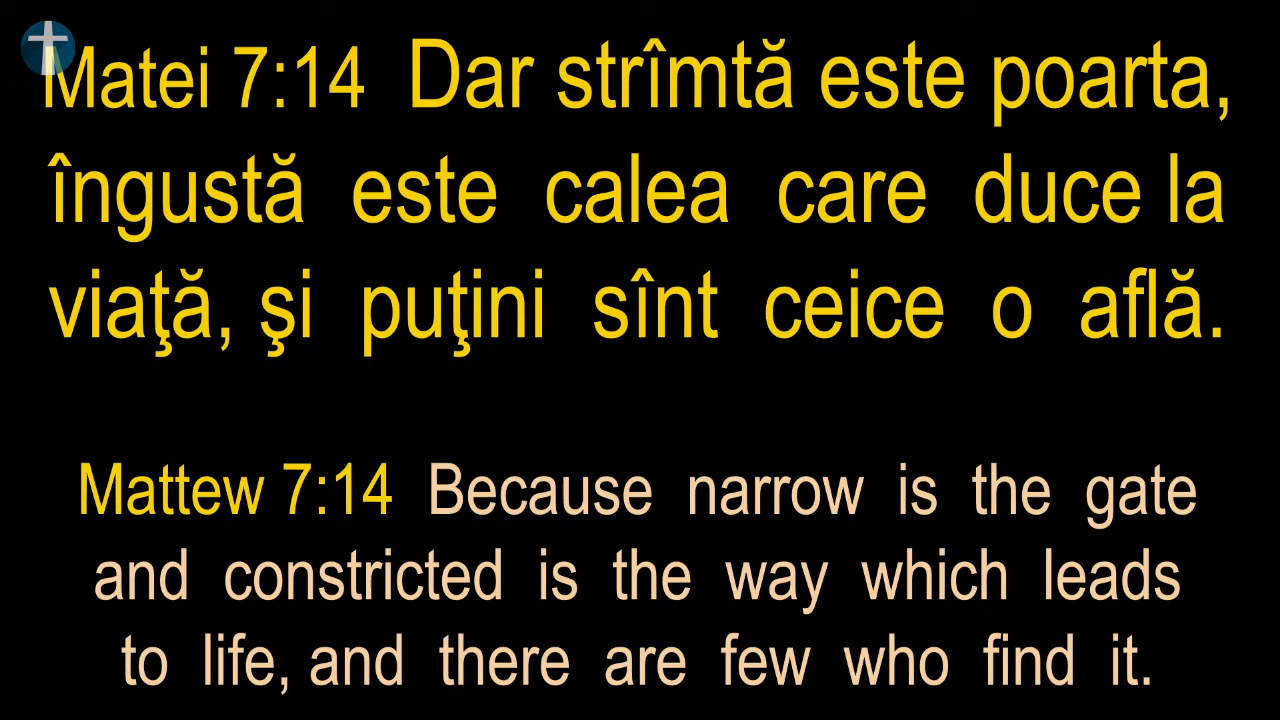 Matei 7:14 Dar strîmtă este poarta,
îngustă este calea care duce la
viaţă, şi puţini sînt ceice o află.
Mattew 7:14 Because narrow is the gate
and constricted is the way which leads
to life, and there are few who find it.